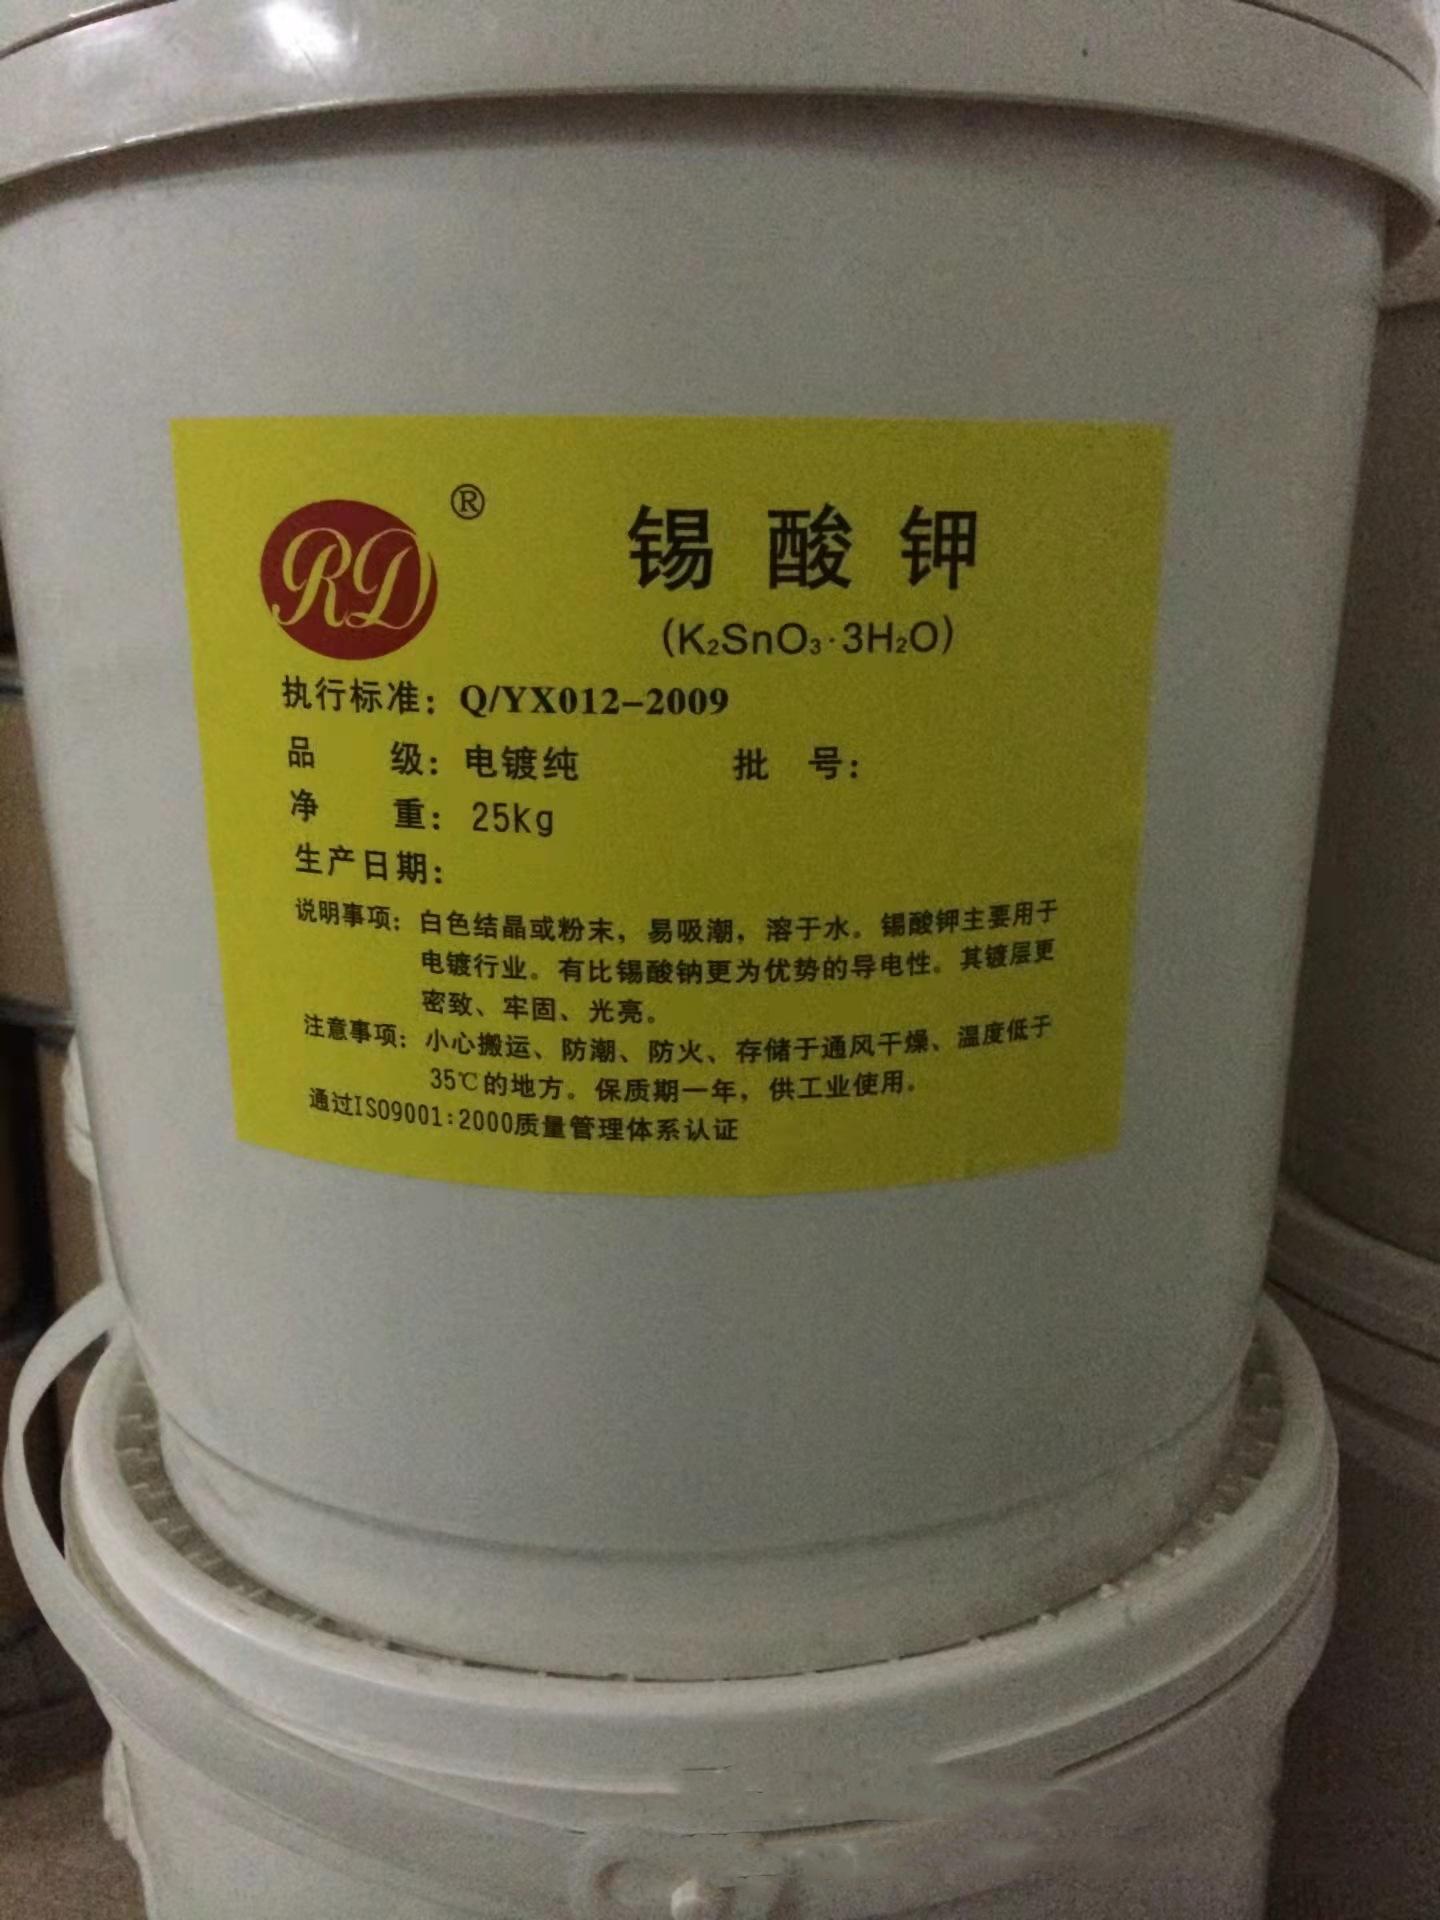 RD ®
锡酸钾
(K₂SnO₃·3H₂O)
执行标准：Q/YX012-2009
品 级：电镀纯 批 号：
净 重：25Kg
生产日期：
说明事项：白色结晶或粉末，易吸潮，溶于水。锡酸钾主要用于
电镀行业。有比锡酸钠更为优势的导电性。其镀层更
密致、牢固、光亮。
注意事项：小心搬运、防潮、防火、存储于通风干燥、温度低于
35℃的地方。保质期一年，供工业使用。
通过ISO9001:2000质量管理体系认证